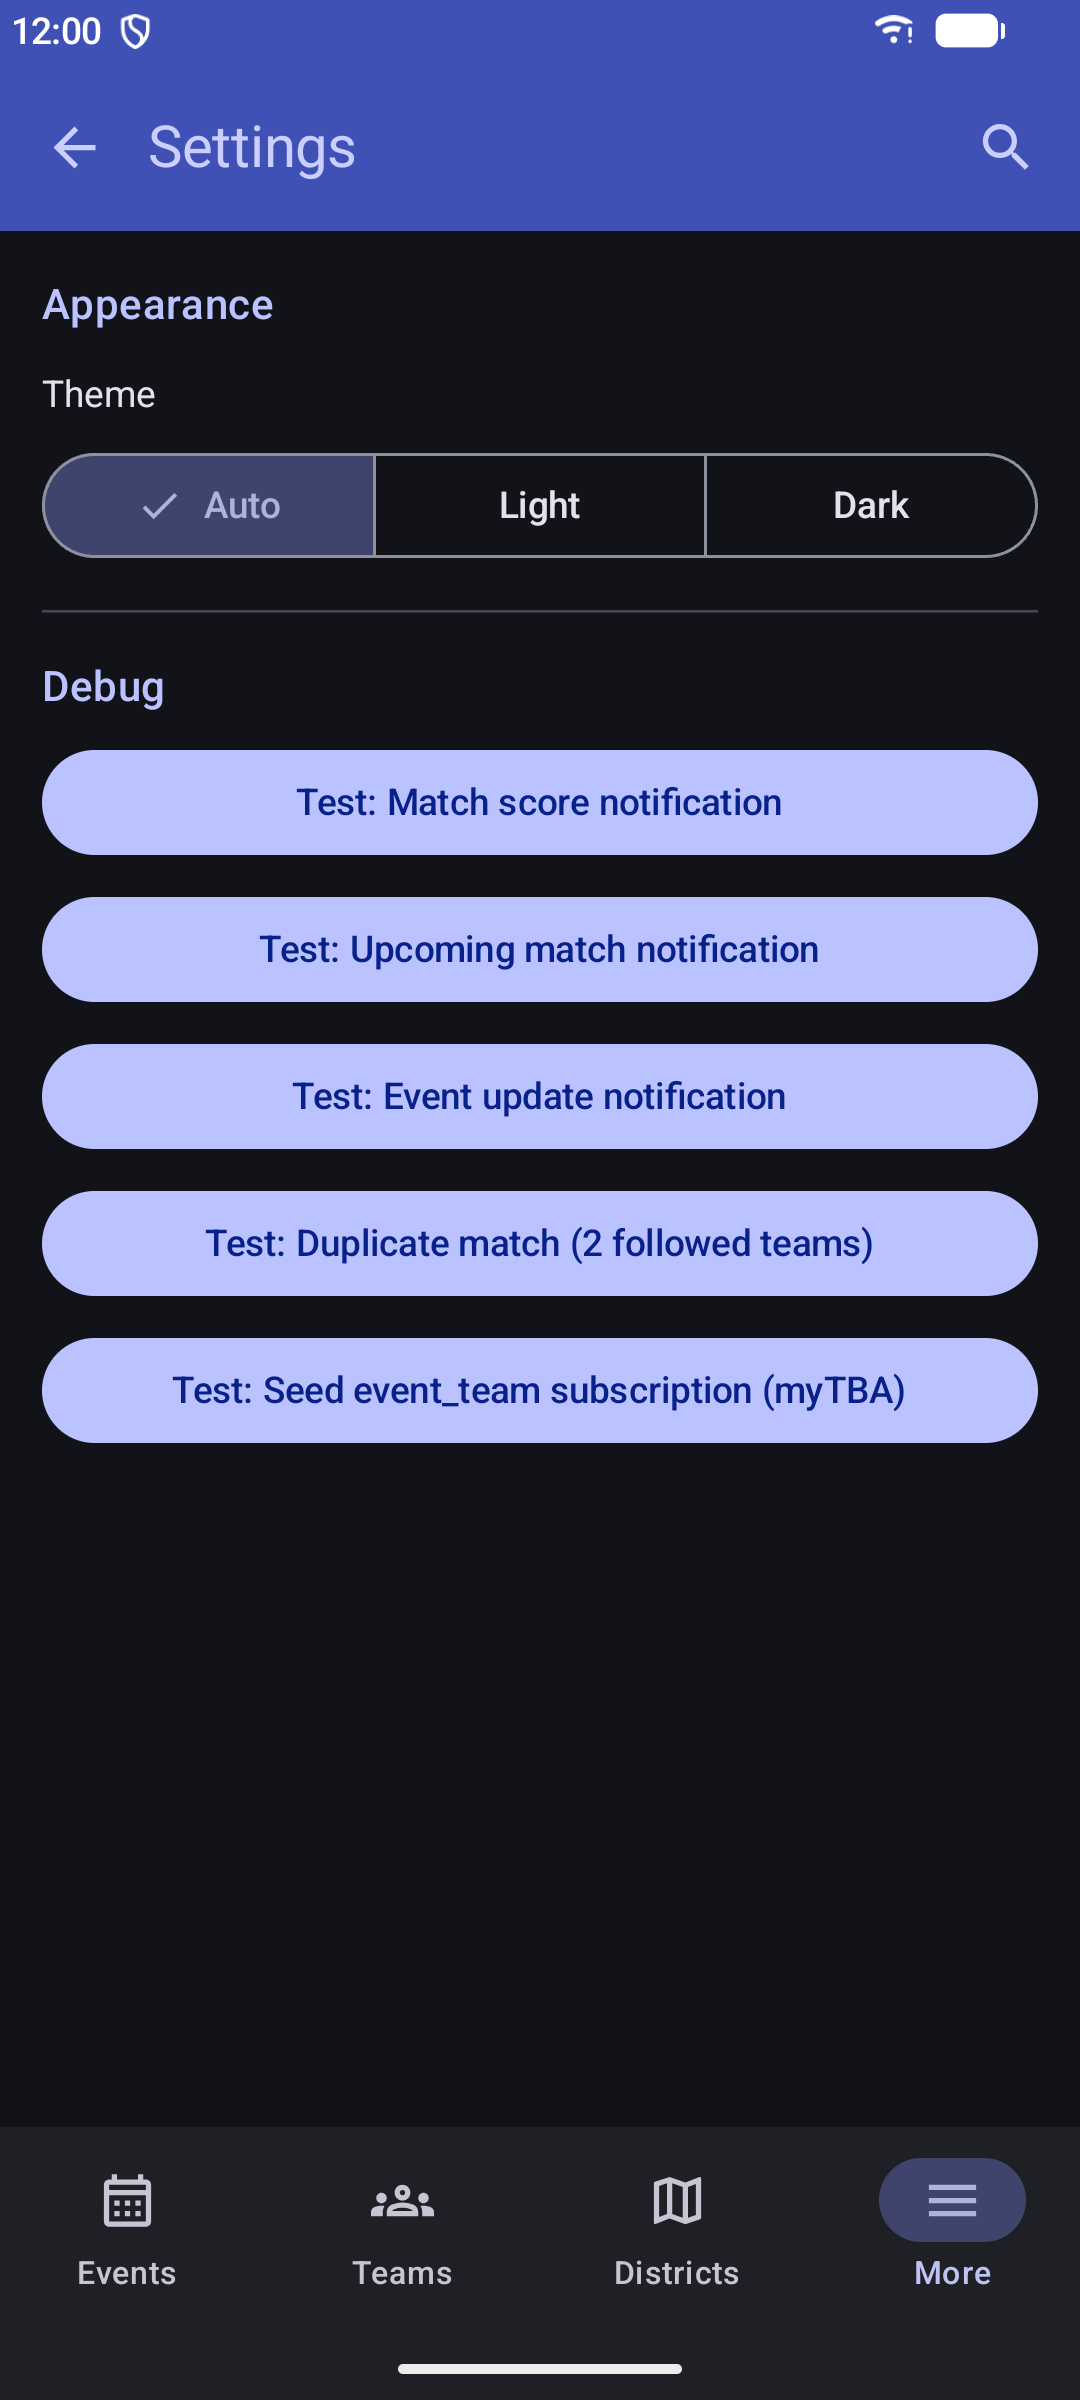 12:00
Settings
Appearance
Theme
Auto
Light
Dark
Debug
Test: Match score notification
Test: Upcoming match notification
Test: Event update notification
Test: Duplicate match (2 followed teams)
Test: Seed event_team subscription (myTBA)
Events
Teams
Districts
More